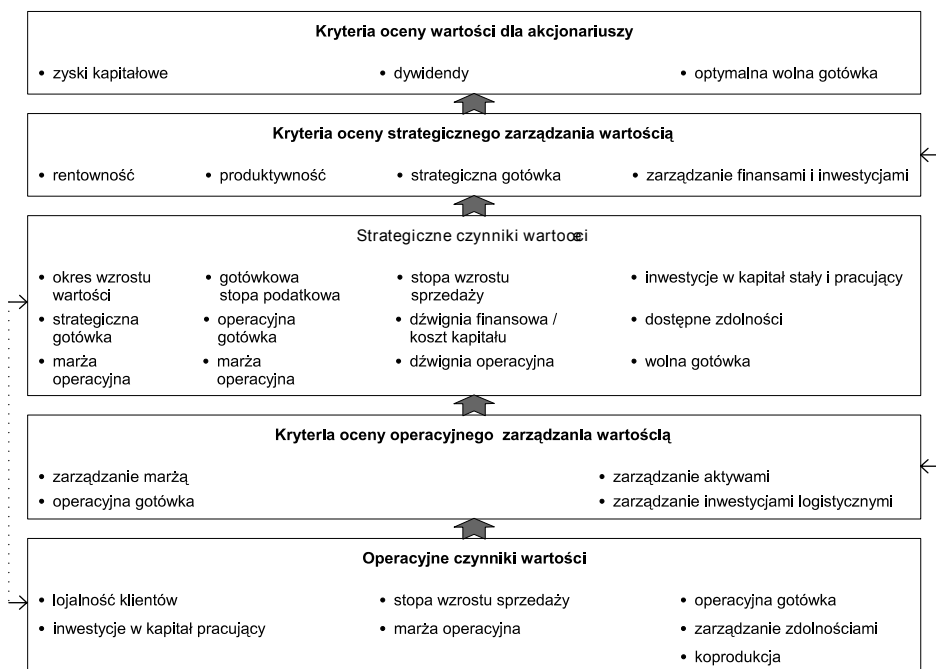 Kryteria oceny wartości dla akcjonariuszy
• zyski kapitałowe
• dywidendy
• optymalna wolna gotówka
Kryteria oceny strategicznego zarządzania wartością
• rentowność
• produktywność
• strategiczna gotówka
• zarządzanie finansami i inwestycjami
Strategiczne czynniki wartoœci
• okres wzrostu
wartości
• gotówkowa
stopa podatkowa
• stopa wzrostu
sprzedaży
• inwestycje w kapitał stały i pracujący
• strategiczna
gotówka
• operacyjna
gotówka
• dźwignia finansowa /
koszt kapitału
• dostępne zdolności
• marża
operacyjna
• marża
operacyjna
• dźwignia operacyjna
• wolna gotówka
Kryteria oceny operacyjnego zarządzania wartością
• zarządzanie marżą
• zarządzanie aktywami
• operacyjna gotówka
• zarządzanie inwestycjami logistycznymi
Operacyjne czynniki wartości
• lojalność klientów
• stopa wzrostu sprzedaży
• operacyjna gotówka
• inwestycje w kapitał pracujący
• marża operacyjna
• zarządzanie zdolnościami
• koprodukcja